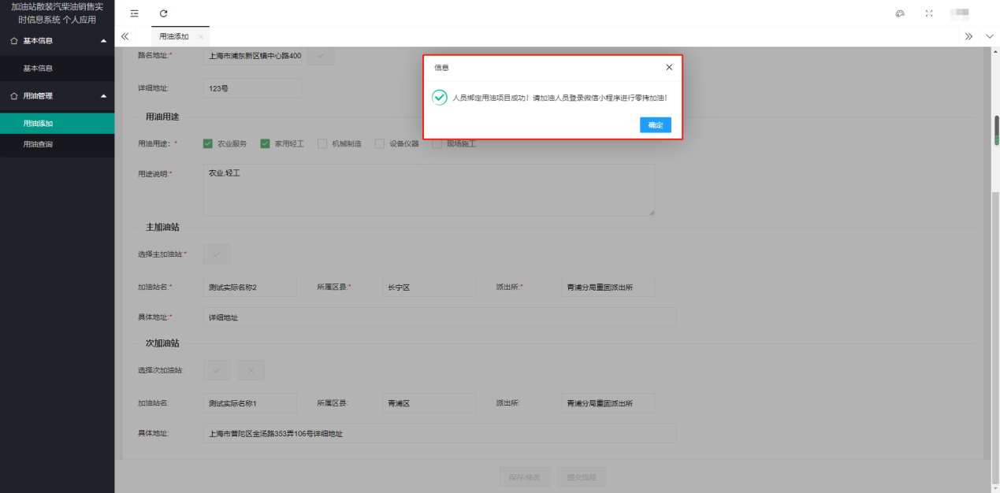 加油站散装汽柴油销售实
时信息系统 个人应用
基本信息
基本信息
用油管理
用油添加
用油查询
用油添加
路名地址:* 上海市浦东新区镇中心路400
详细地址: 123号
信息
人员绑定用油项目成功！请加油人员登录微信小程序进行零拷加油！
确定
用油用途
用油用途：* 农业服务 家用轻工 机械制造 设备仪器 现场施工
用途说明:* 农业,轻工
主加油站
选择主加油站:*
加油站名:* 测试实际名称2 所属区县:* 长宁区 派出所:* 青浦分局重固派出所
具体地址:* 详细地址
次加油站
选择次加油站:
加油站名: 测试实际名称1 所属区县: 青浦区 派出所: 青浦分局重固派出所
具体地址: 上海市普陀区金汤路353弄106号详细地址
保存/修改 提交流程